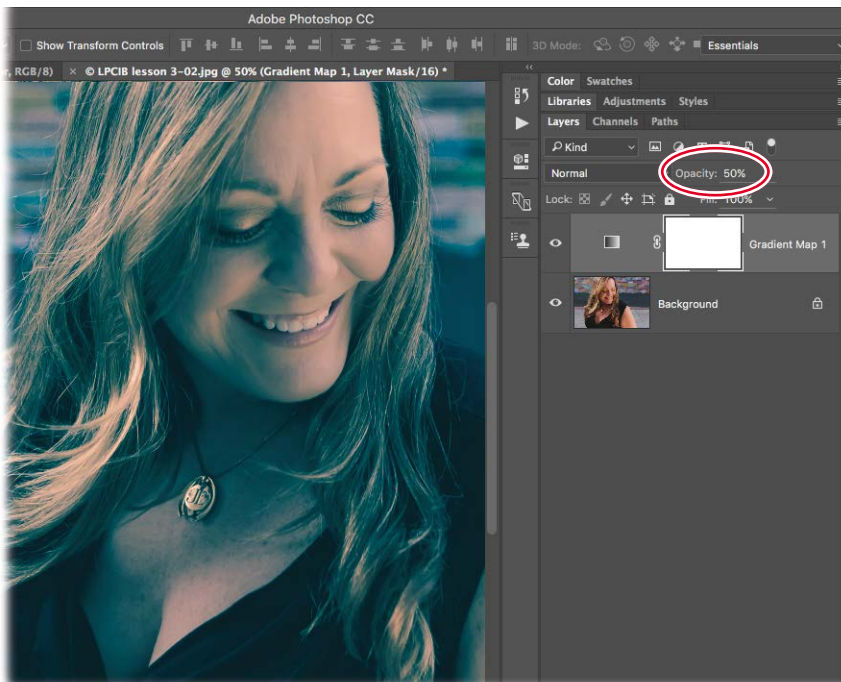 Adobe Photoshop CC
Show Transform Controls
3D Mode:
Essentials
r, RGB/8) × © LPCIB lesson 3-02.jpg @ 50% (Gradient Map 1, Layer Mask/16) *
Color Swatches
Libraries Adjustments Styles
Layers Channels Paths
Kind
Normal
Opacity: 50%
Lock:
Fill: 100%
Gradient Map 1
Background